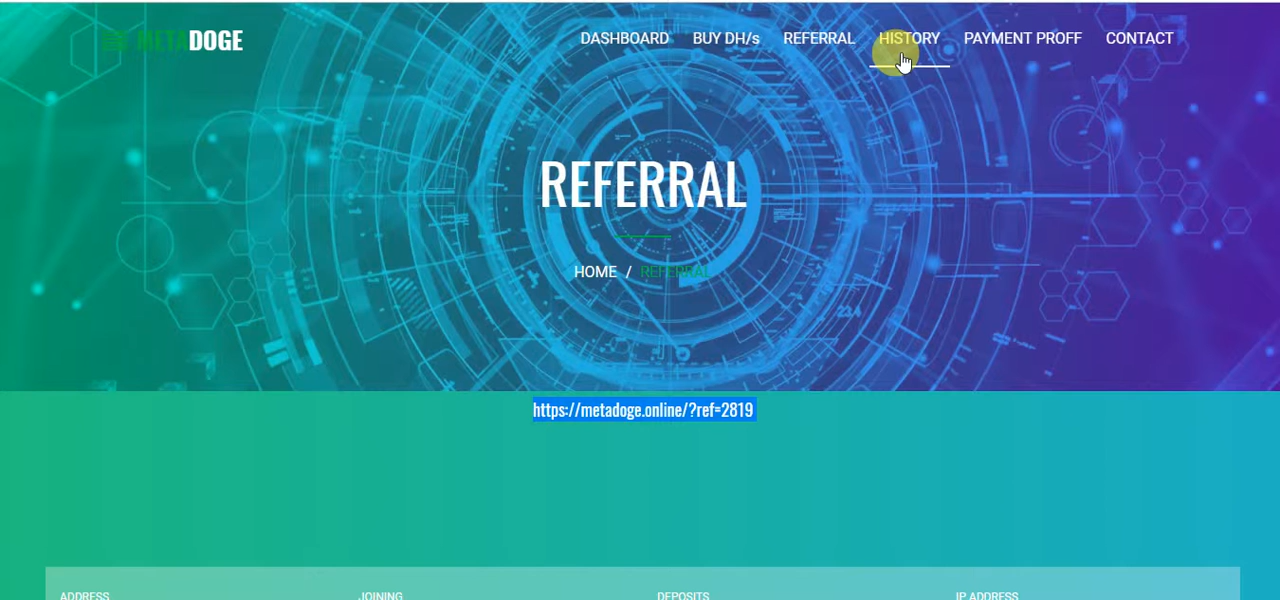 METADOGE
DASHBOARD BUY DH/s REFERRAL HISTORY PAYMENT PROFF CONTACT
REFERRAL
HOME / REFERRAL
https://metadoge.online/?ref=2819
ADDRESS JOINING DEPOSITS IP ADDRESS